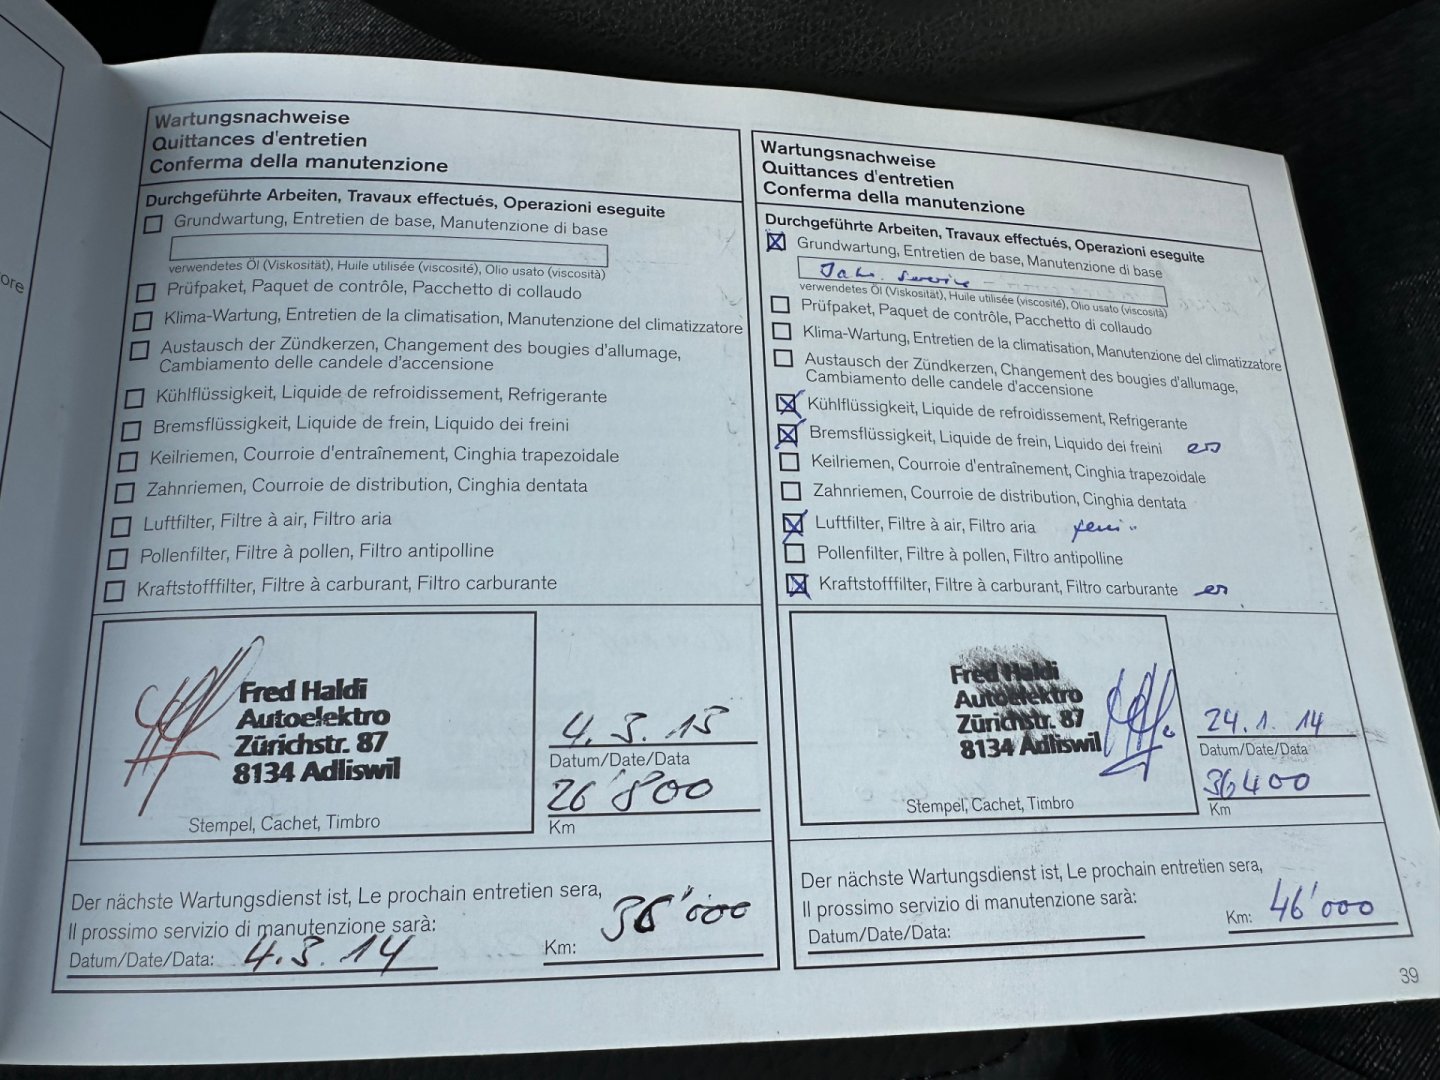 ore
Wartungsnachweise
Quittances d'entretien
Conferma della manutenzione
Durchgeführte Arbeiten, Travaux effectués, Operazioni eseguite
Grundwartung, Entretien de base, Manutenzione di base
verwendetes Öl (Viskosität), Huile utilisée (viscosité), Olio usato (viscosità)
Prüfpaket, Paquet de contrôle, Pacchetto di collaudo
Klima-Wartung, Entretien de la climatisation, Manutenzione del climatizzatore
Austausch der Zündkerzen, Changement des bougies d'allumage,
Cambiamento delle candele d'accensione
Kühlflüssigkeit, Liquide de refroidissement, Refrigerante
Bremsflüssigkeit, Liquide de frein, Liquido dei freini
Keilriemen, Courroie d'entraînement, Cinghia trapezoidale
Zahnriemen, Courroie de distribution, Cinghia dentata
Luftfilter, Filtre à air, Filtro aria
Pollenfilter, Filtre à pollen, Filtro antipolline
Kraftstofffilter, Filtre à carburant, Filtro carburante
Fred Haldi
Autoelektro
Zürichstr. 87
8134 Adliswil
Stempel, Cachet, Timbro
4.3.13
Datum/Date/Data
26'800
Km
Der nächste Wartungsdienst ist, Le prochain entretien sera,
Il prossimo servizio di manutenzione sarà:
Datum/Date/Data: 4.3.14
Km: 36'000
Wartungsnachweise
Quittances d'entretien
Conferma della manutenzione
Durchgeführte Arbeiten, Travaux effectués, Operazioni eseguite
Grundwartung, Entretien de base, Manutenzione di base
verwendetes Öl (Viskosität), Huile utilisée (viscosité), Olio usato (viscosità)
Prüfpaket, Paquet de contrôle, Pacchetto di collaudo
Klima-Wartung, Entretien de la climatisation, Manutenzione del climatizzatore
Austausch der Zündkerzen, Changement des bougies d'allumage,
Cambiamento delle candele d'accensione
Kühlflüssigkeit, Liquide de refroidissement, Refrigerante
Bremsflüssigkeit, Liquide de frein, Liquido dei freini
Keilriemen, Courroie d'entraînement, Cinghia trapezoidale
Zahnriemen, Courroie de distribution, Cinghia dentata
Luftfilter, Filtre à air, Filtro aria
Pollenfilter, Filtre à pollen, Filtro antipolline
Kraftstofffilter, Filtre à carburant, Filtro carburante
Fred Haldi
Autoelektro
Zürichstr. 87
8134 Adliswil
Stempel, Cachet, Timbro
24.1.14
Datum/Date/Data
36400
Km
Der nächste Wartungsdienst ist, Le prochain entretien sera,
Il prossimo servizio di manutenzione sarà:
Datum/Date/Data:
Km: 46'000
39